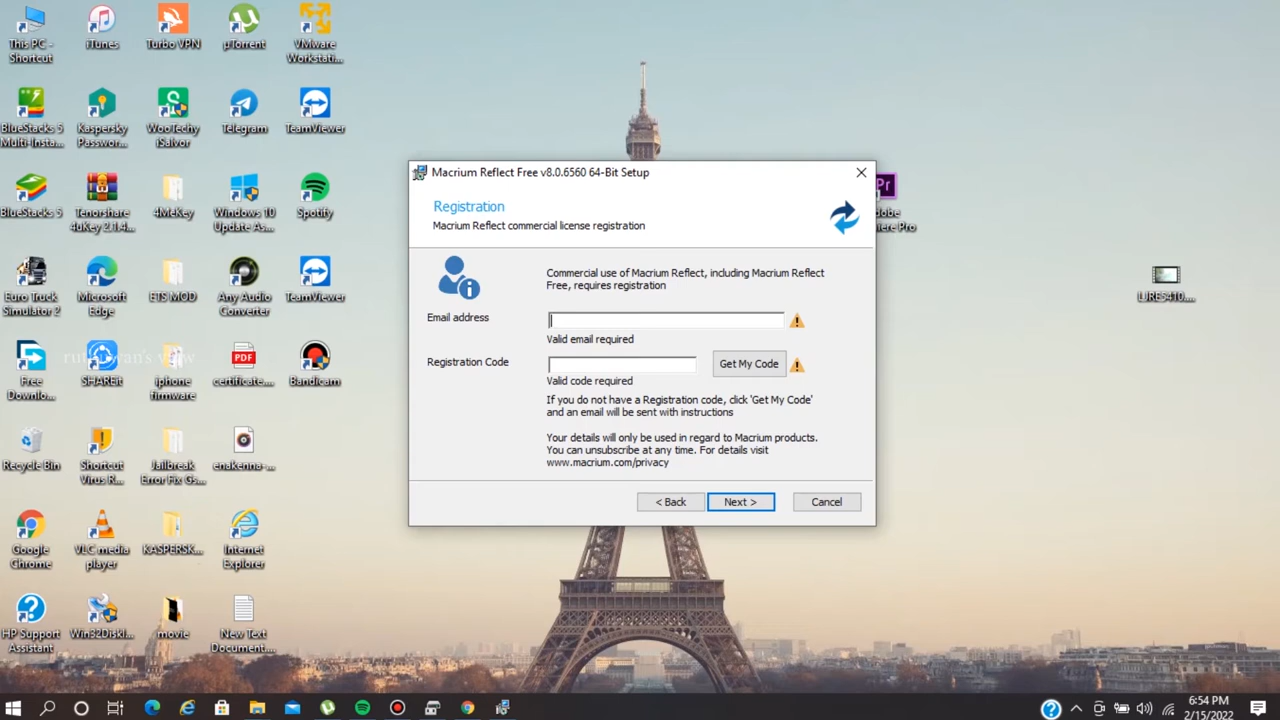 This PC -
Shortcut
iTunes
Turbo VPN
µTorrent
VMware
Workstati...
BlueStacks 5
Multi-Insta...
Kaspersky
Passwor...
WooTechy
iSalvor
Telegram
TeamViewer
BlueStacks 5
Tenorshare
4uKey 2.1.4...
4MeKey
Windows 10
Update As...
Spotify
Euro Truck
Simulator 2
Microsoft
Edge
ETS MOD
Any Audio
Converter
TeamViewer
Free
Downlo...
SHAREit
iphone
firmware
PDF
certificate....
Bandicam
Recycle Bin
Shortcut
Virus R...
Jailbreak
Error Fix Gs...
enakenna-...
Google
Chrome
VLC media
player
KASPERSK...
Internet
Explorer
HP Support
Assistant
Win32DiskI...
movie
New Text
Document....
Macrium Reflect Free v8.0.6560 64-Bit Setup
Registration
Macrium Reflect commercial license registration
Commercial use of Macrium Reflect, including Macrium Reflect
Free, requires registration
Email address
Valid email required
Registration Code
Get My Code
Valid code required
If you do not have a Registration code, click 'Get My Code'
and an email will be sent with instructions
Your details will only be used in regard to Macrium products.
You can unsubscribe at any time. For details visit
www.macrium.com/privacy
< Back
Next >
Cancel
Pr
dobe
iere Pro
6:54 PM
2/15/2022